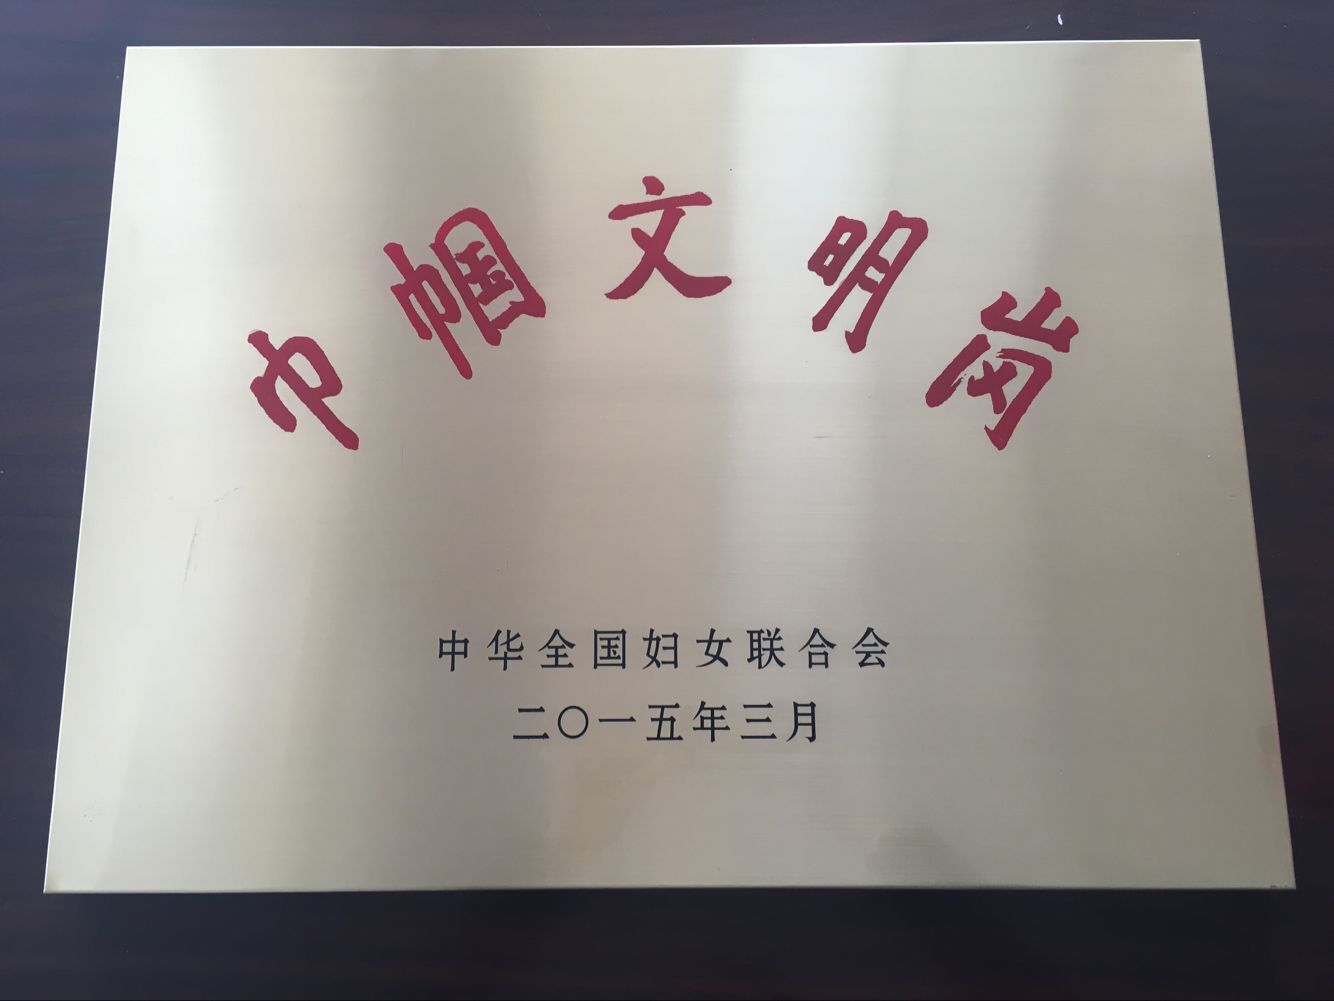 巾帼文明岗
中华全国妇女联合会
二〇一五年三月